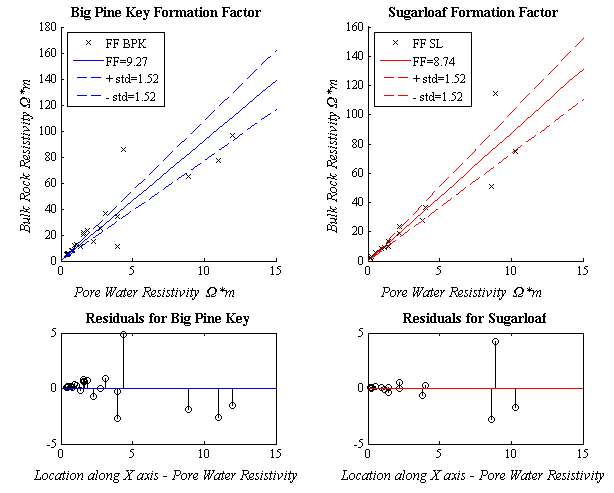 Big Pine Key Formation Factor
180
160
140
120
100
80
60
40
20
0
Bulk Rock Resistivity Ω*m
× FF BPK
FF=9.27
+ std=1.52
- std=1.52
0 5 10 15
Pore Water Resistivity Ω*m
Sugarloaf Formation Factor
160
140
120
100
80
60
40
20
0
Bulk Rock Resistivity Ω*m
× FF SL
FF=8.74
+ std=1.52
- std=1.52
0 5 10 15
Pore Water Resistivity Ω*m
Residuals for Big Pine Key
5
0
-5
0 5 10 15
Location along X axis - Pore Water Resistivity
Residuals for Sugarloaf
5
0
-5
0 5 10 15
Location along X axis - Pore Water Resistivity